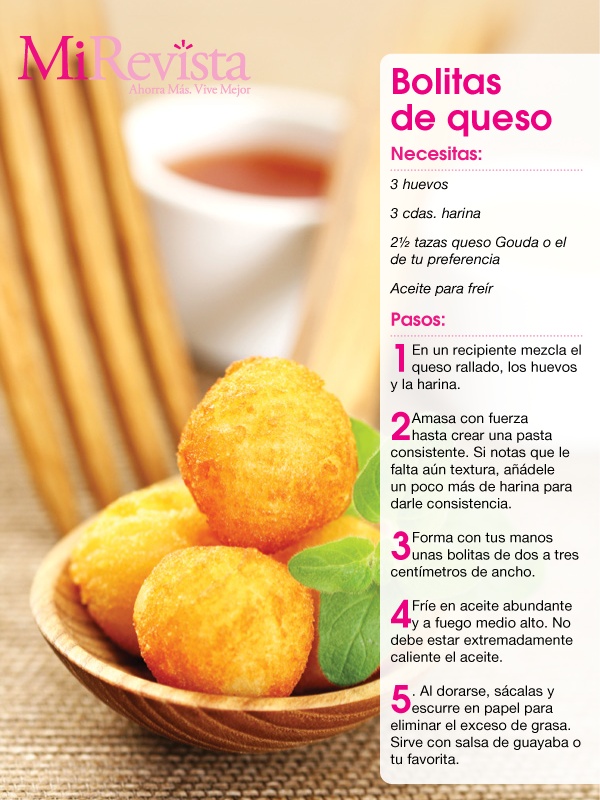 MiRevista
Ahorra Más. Vive Mejor
Bolitas
de queso
Necesitas:
3 huevos
3 cdas. harina
2½ tazas queso Gouda o el
de tu preferencia
Aceite para freír
Pasos:
1 En un recipiente mezcla el
queso rallado, los huevos
y la harina.
2 Amasa con fuerza
hasta crear una pasta
consistente. Si notas que le
falta aún textura, añádele
un poco más de harina para
darle consistencia.
3 Forma con tus manos
unas bolitas de dos a tres
centímetros de ancho.
4 Fríe en aceite abundante
y a fuego medio alto. No
debe estar extremadamente
caliente el aceite.
5. Al dorarse, sácalas y
escurre en papel para
eliminar el exceso de grasa.
Sirve con salsa de guayaba o
tu favorita.